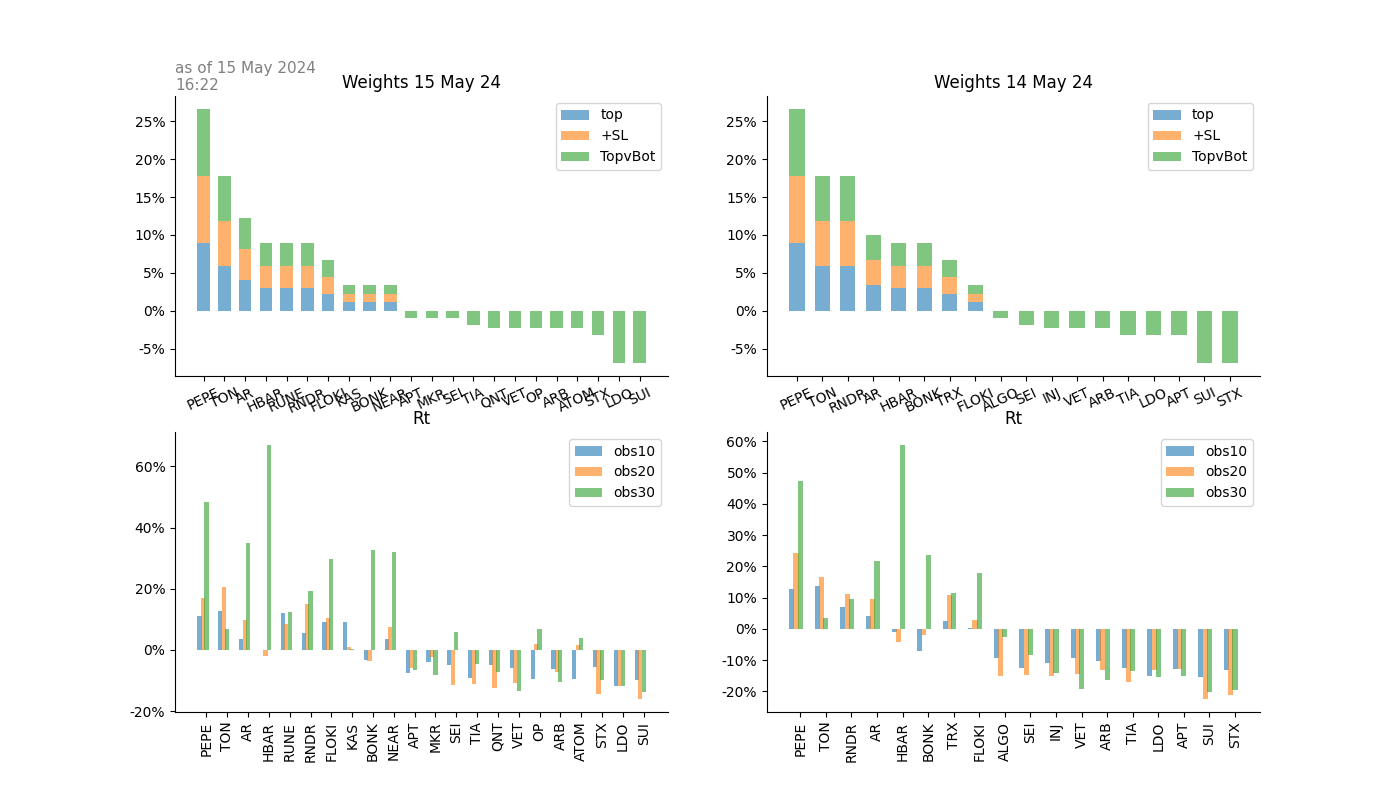 as of 15 May 2024
16:22
Weights 15 May 24
25%
20%
15%
10%
5%
0%
-5%
top
+SL
TopvBot
PEPE TON AR HBAR RUNE RNDR FLOKI KAS BONK NEAR APT MKR SEI TIA QNT VET OP ARB ATOM STX LDO SUI
Weights 14 May 24
25%
20%
15%
10%
5%
0%
-5%
top
+SL
TopvBot
PEPE TON RNDR AR HBAR BONK TRX FLOKI ALGO SEI INJ VET ARB TIA LDO APT SUI STX
Rt
60%
40%
20%
0%
-20%
obs10
obs20
obs30
PEPE TON AR HBAR RUNE RNDR FLOKI KAS BONK NEAR APT MKR SEI TIA QNT VET OP ARB ATOM STX LDO SUI
Rt
60%
50%
40%
30%
20%
10%
0%
-10%
-20%
obs10
obs20
obs30
PEPE TON RNDR AR HBAR BONK TRX FLOKI ALGO SEI INJ VET ARB TIA LDO APT SUI STX